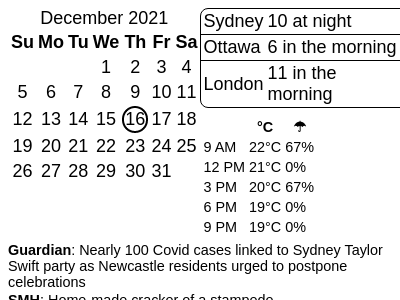 December 2021
Su Mo Tu We Th Fr Sa
1 2 3 4
5 6 7 8 9 10 11
12 13 14 15 16 17 18
19 20 21 22 23 24 25
26 27 28 29 30 31
Sydney 10 at night
Ottawa 6 in the morning
London 11 in the
morning
°C ☂
9 AM 22°C 67%
12 PM 21°C 0%
3 PM 20°C 67%
6 PM 19°C 0%
9 PM 19°C 0%
Guardian: Nearly 100 Covid cases linked to Sydney Taylor
Swift party as Newcastle residents urged to postpone
celebrations
SMH: Home-made cracker of a stampede